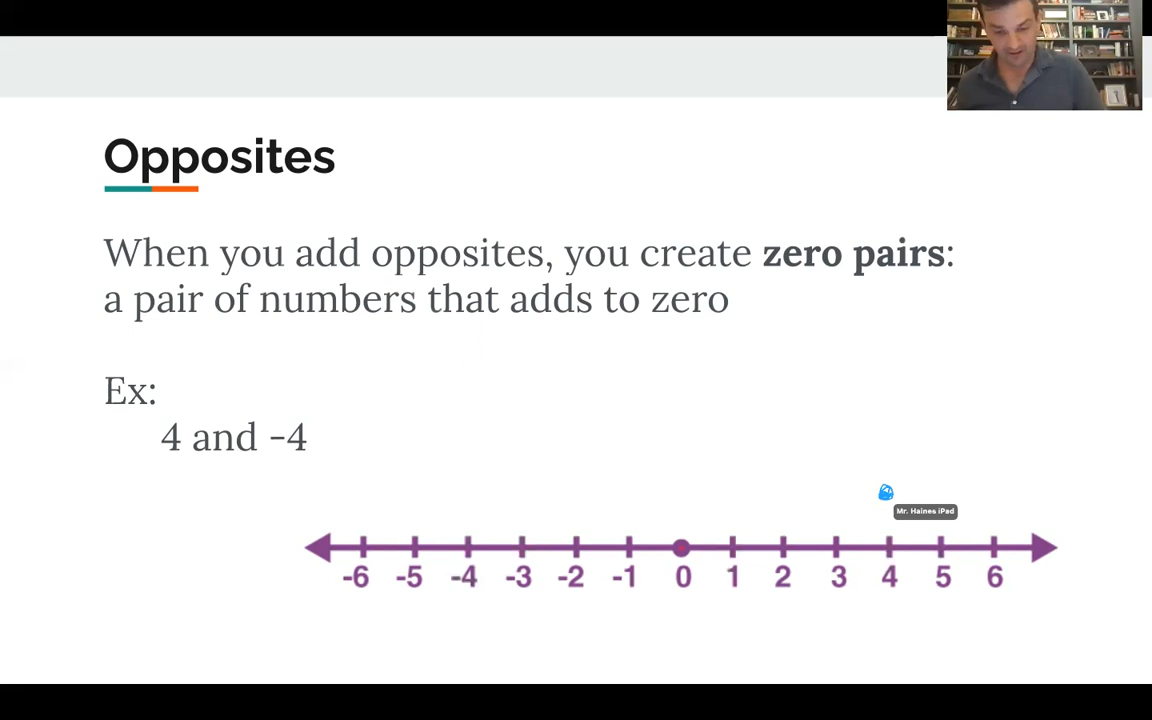 Opposites
When you add opposites, you create zero pairs:
a pair of numbers that adds to zero
Ex:
4 and -4
Mr. Haines iPad
-6 -5 -4 -3 -2 -1 0 1 2 3 4 5 6